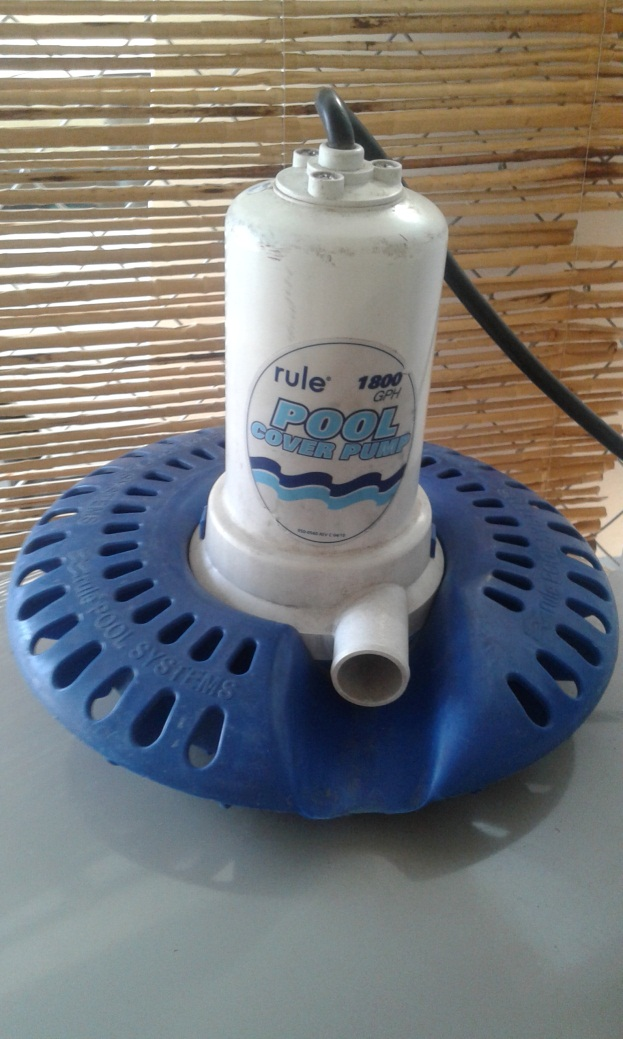 rule®
1800
GPH
POOL
COVER PUMP
POOL SYSTEMS